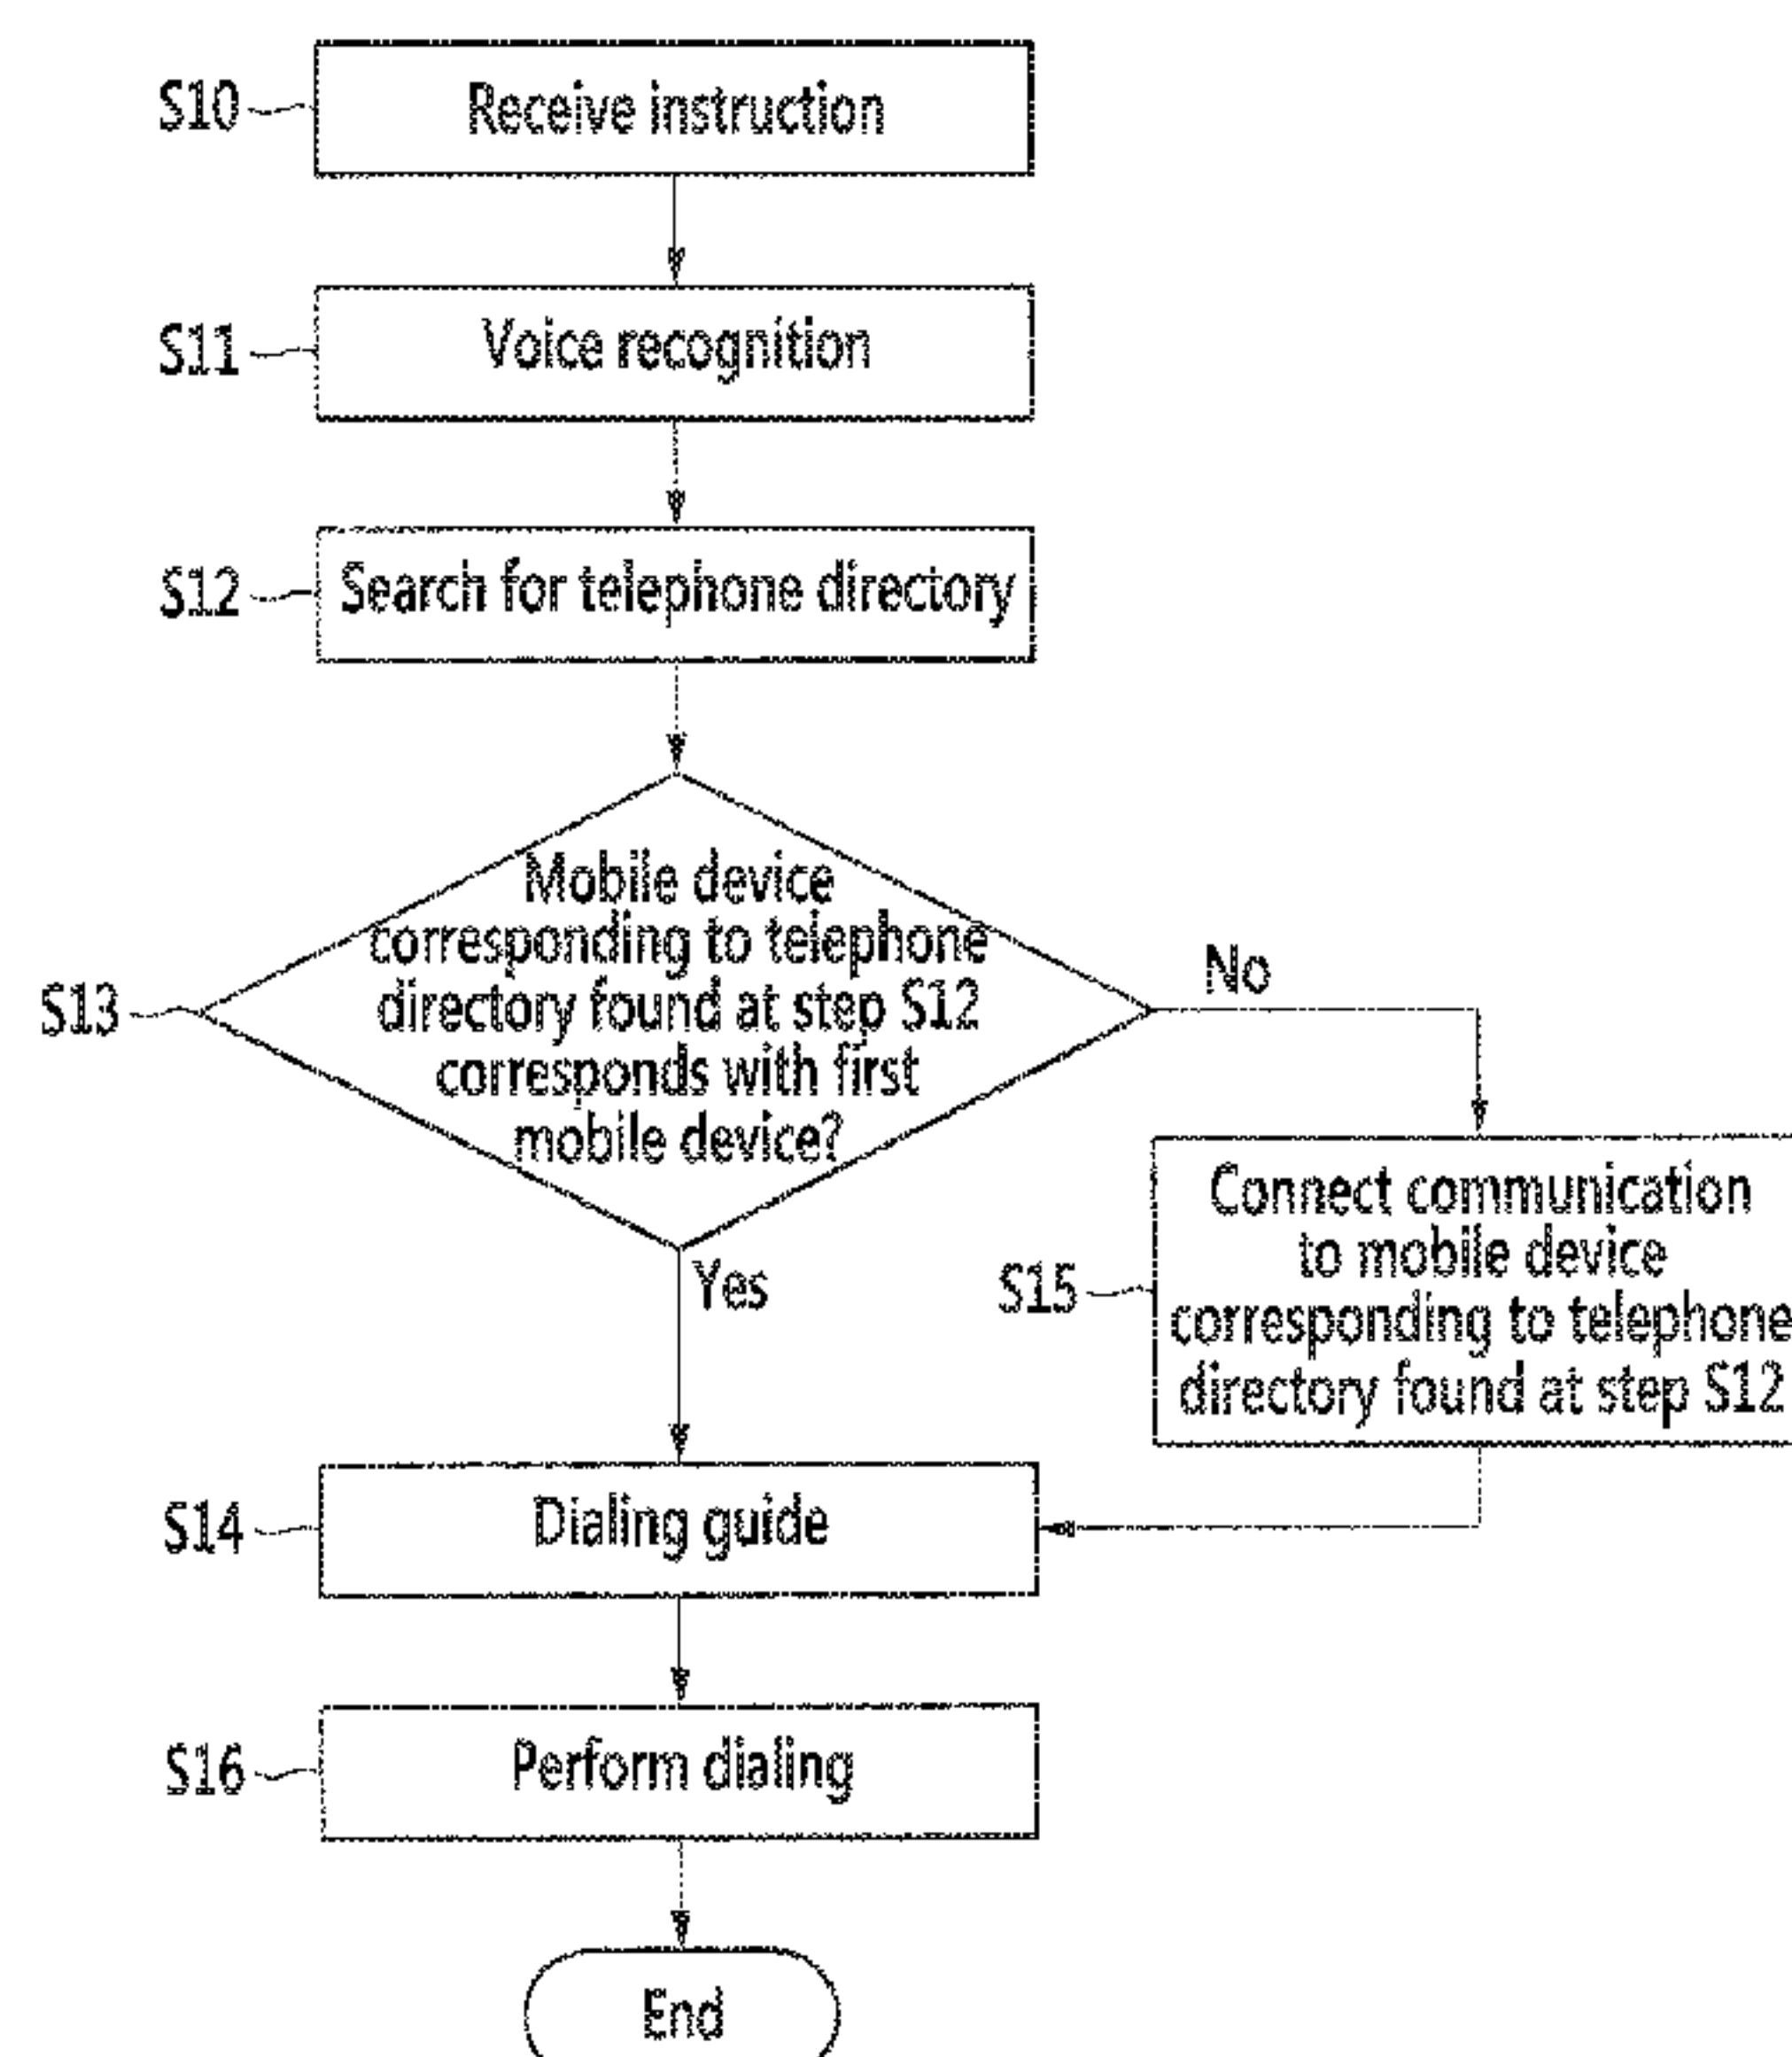 S10
Receive instruction
S11
Voice recognition
S12
Search for telephone directory
S13
Mobile device
corresponding to telephone
directory found at step S12
corresponds with first
mobile device?
No
Yes
S15
Connect communication
to mobile device
corresponding to telephone
directory found at step S12
S14
Dialing guide
S16
Perform dialing
End